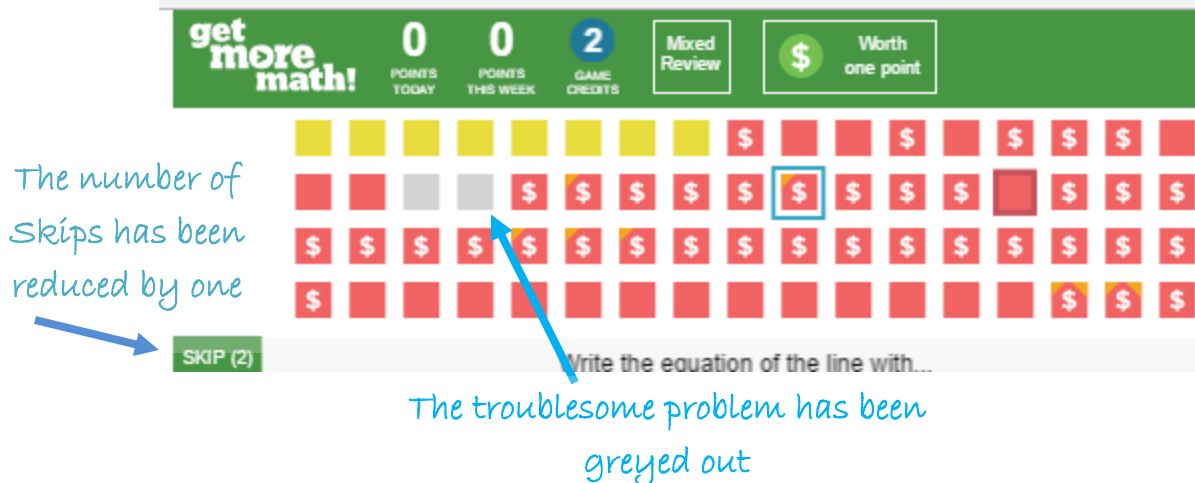 get
more
math!
0
POINTS
TODAY
0
POINTS
THIS WEEK
2
GAME
CREDITS
Mixed
Review
$
Worth
one point
$ $ $ $ $
$ $ $ $ $ $ $ $ $ $ $ $
$ $ $ $ $ $ $ $ $ $ $ $ $ $ $ $ $
$ $ $ $
The number of
Skips has been
reduced by one
SKIP (2)
Write the equation of the line with...
The troublesome problem has been
greyed out